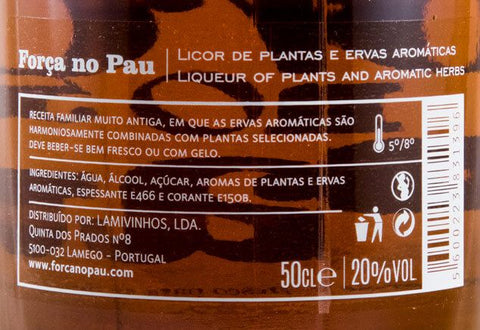 Força no Pau
LICOR DE PLANTAS E ERVAS AROMÁTICAS
LIQUEUR OF PLANTS AND AROMATIC HERBS
RECEITA FAMILIAR MUITO ANTIGA, EM QUE AS ERVAS AROMÁTICAS SÃO
HARMONIOSAMENTE COMBINADAS COM PLANTAS SELECIONADAS.
DEVE BEBER-SE BEM FRESCO OU COM GELO.
5º/8º
INGREDIENTES: ÁGUA, ÁLCOOL, AÇÚCAR, AROMAS DE PLANTAS E ERVAS
AROMÁTICAS, ESPESSANTE E466 E CORANTE E150B.
DISTRIBUÍDO POR: LAMIVINHOS, LDA.
QUINTA DOS PRADOS Nº8
5100-032 LAMEGO - PORTUGAL
www.forcanopau.com
50CLe
20%VOL
5600223831396